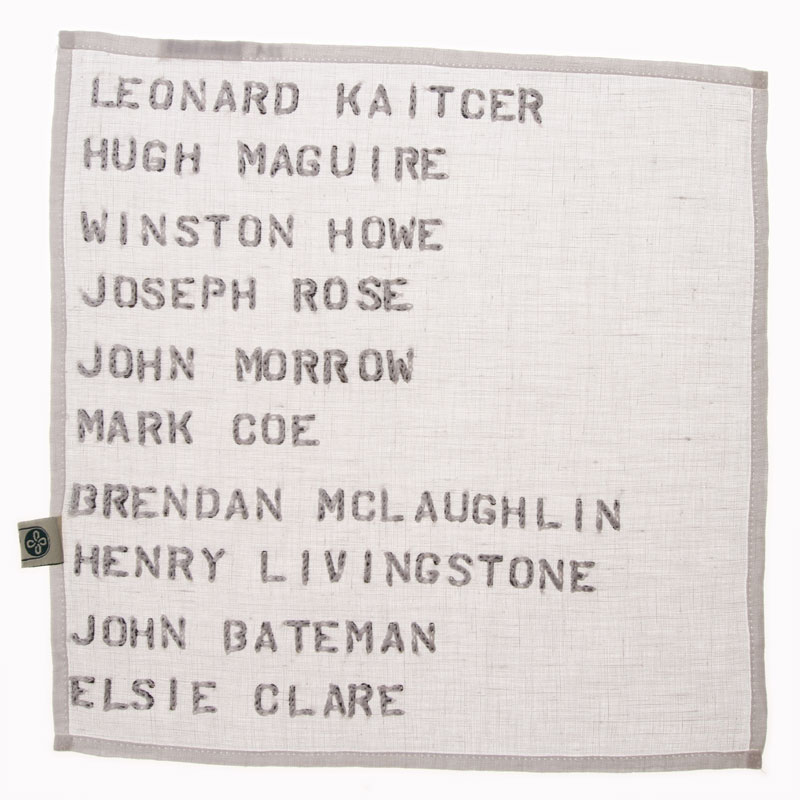 LEONARD KAITCER
HUGH MAGUIRE
WINSTON HOWE
JOSEPH ROSE
JOHN MORROW
MARK COE
BRENDAN MCLAUGHLIN
HENRY LIVINGSTONE
JOHN BATEMAN
ELSIE CLARE